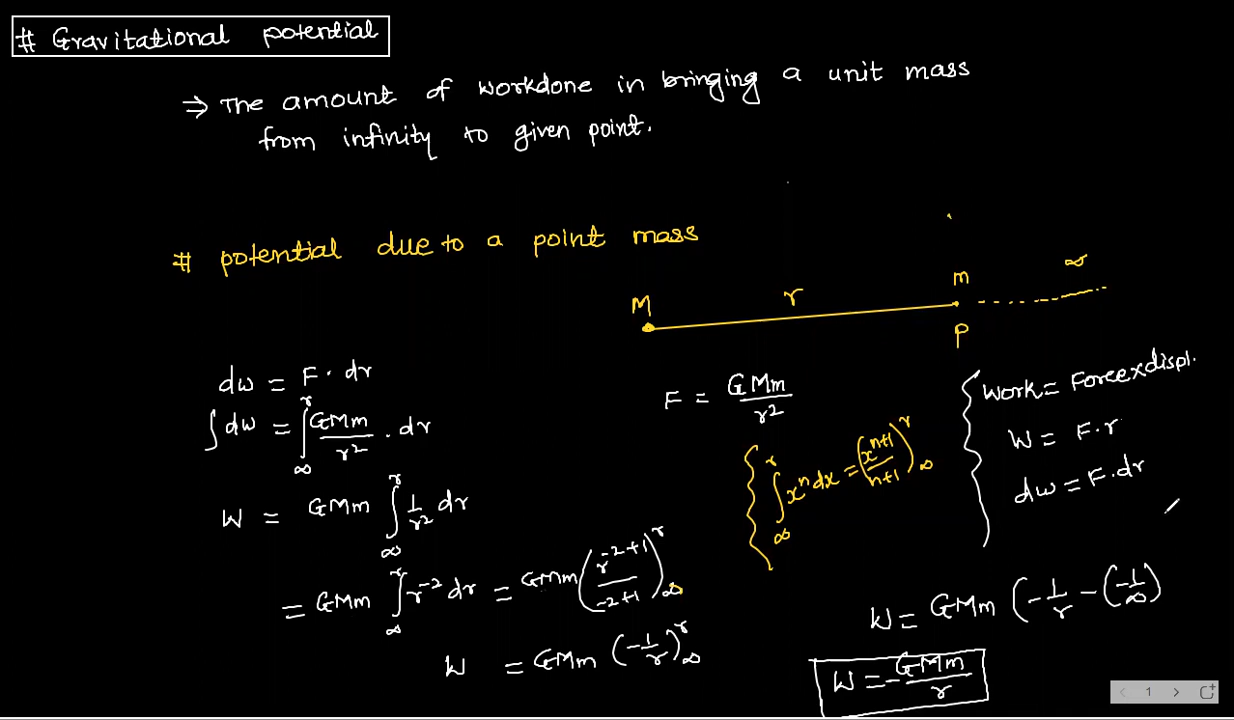 # Gravitational potential
⇒ The amount of workdone in bringing a unit mass
from infinity to given point.
# potential due to a point mass
M r m ∞
P
dw = F · dr
∫ dw = ∫_∞^r GMm/r² . dr
W = GMm ∫_∞^r 1/r² dr
= GMm ∫_∞^r r^-2 dr = GMm (r^-2+1/-2+1)_∞^r
W = GMm (-1/r)_∞^r
F = GMm/r²
{ ∫_∞^r x^n dx = (x^n+1/n+1)_∞^r
{ Work = Force x displ.
W = F.r
dw = F.dr
W = GMm (-1/r - (-1/∞)
W = -GMm/r
1